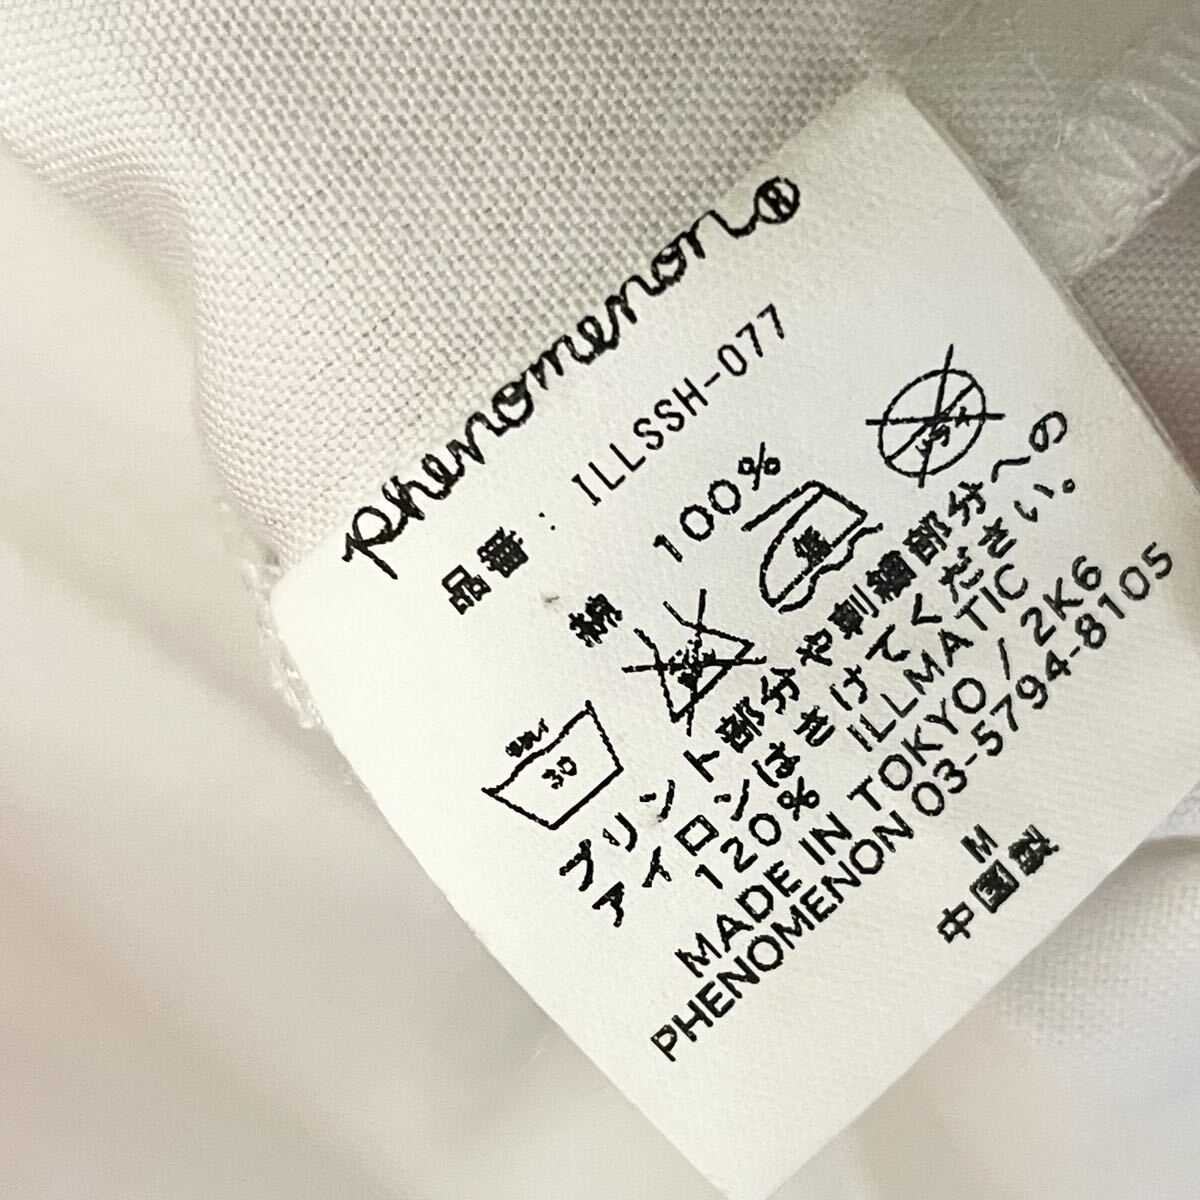 Phenomenon®
品番: ILLSSH-077
綿 100%
30
プリント部分や刺繍部分への
アイロンはさけてください。
120% ILLMATIC
MADE IN TOKYO / 2K6
PHENOMENON 03-5794-8105
M
中国製